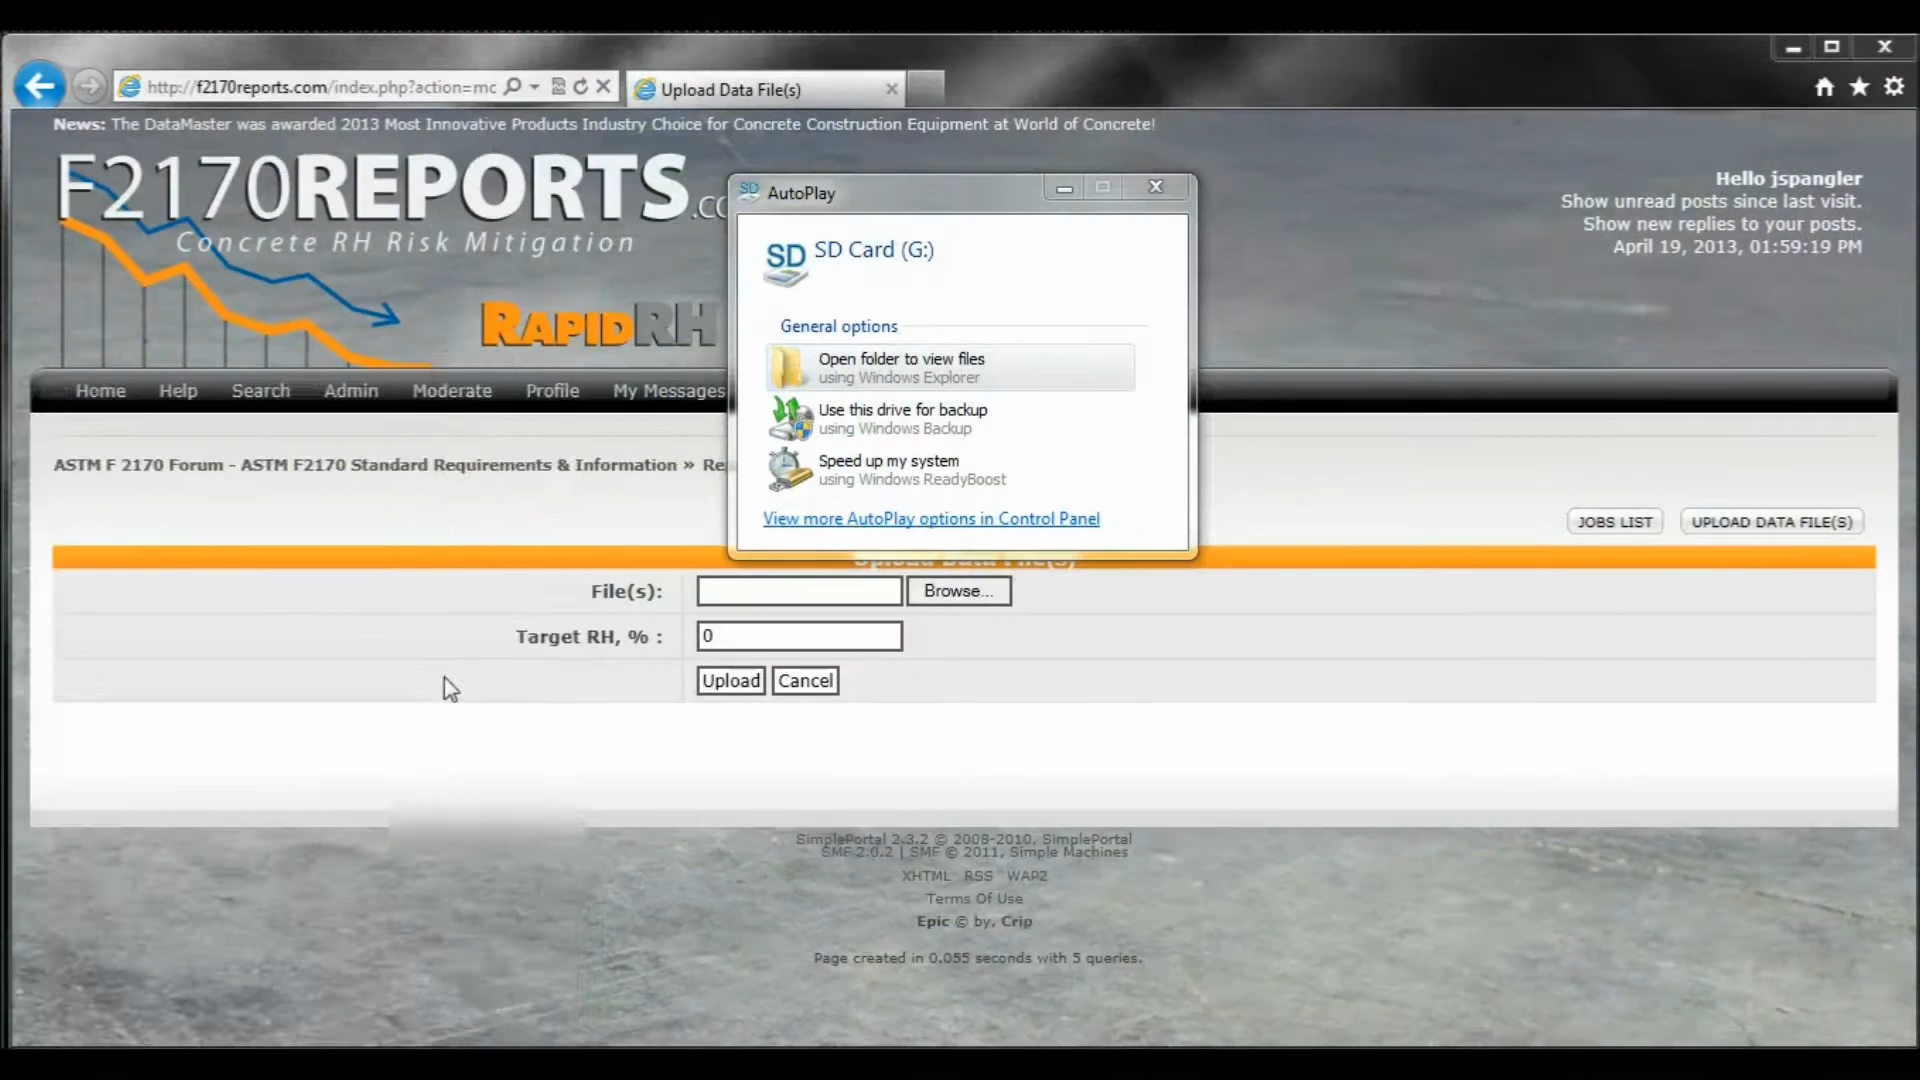 http://f2170reports.com/index.php?action=mc
Upload Data File(s)
News: The DataMaster was awarded 2013 Most Innovative Products Industry Choice for Concrete Construction Equipment at World of Concrete!
F2170REPORTS.co
Concrete RH Risk Mitigation
RAPIDRH
Hello jspangler
Show unread posts since last visit.
Show new replies to your posts.
April 19, 2013, 01:59:19 PM
SD AutoPlay
SD SD Card (G:)
General options
Open folder to view files
using Windows Explorer
Use this drive for backup
using Windows Backup
Speed up my system
using Windows ReadyBoost
View more AutoPlay options in Control Panel
Home Help Search Admin Moderate Profile My Messages
ASTM F 2170 Forum - ASTM F2170 Standard Requirements & Information » Re
JOBS LIST UPLOAD DATA FILE(S)
Upload Data File(s)
File(s): Browse...
Target RH, % : 0
Upload Cancel
SimplePortal 2.3.2 © 2008-2010, SimplePortal
SMF 2.0.2 | SMF © 2011, Simple Machines
XHTML RSS WAP2
Terms Of Use
Epic © by, Crip
Page created in 0.055 seconds with 5 queries.